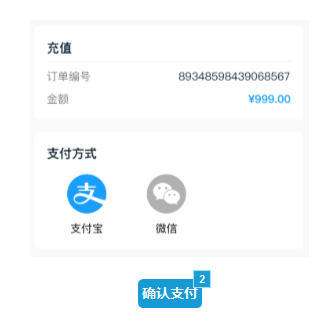 充值
订单编号 89348598439068567
金额 ¥999.00
支付方式
支
支付宝 微信
2
确认支付